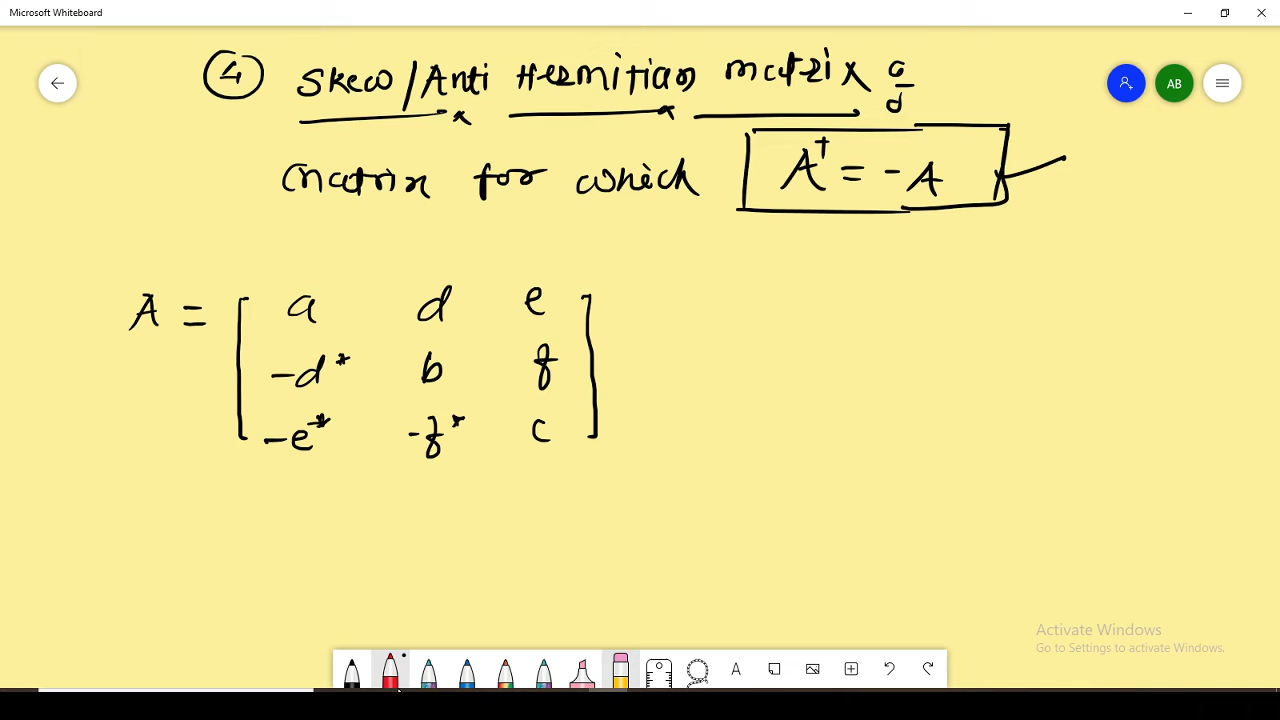 Microsoft Whiteboard
④ Skew/Anti Hermitian matrix
AB
matrix for which A† = -A
A = [ a d e
-d* b f
-e* -f* c ]
Activate Windows
Go to Settings to activate Windows.
A